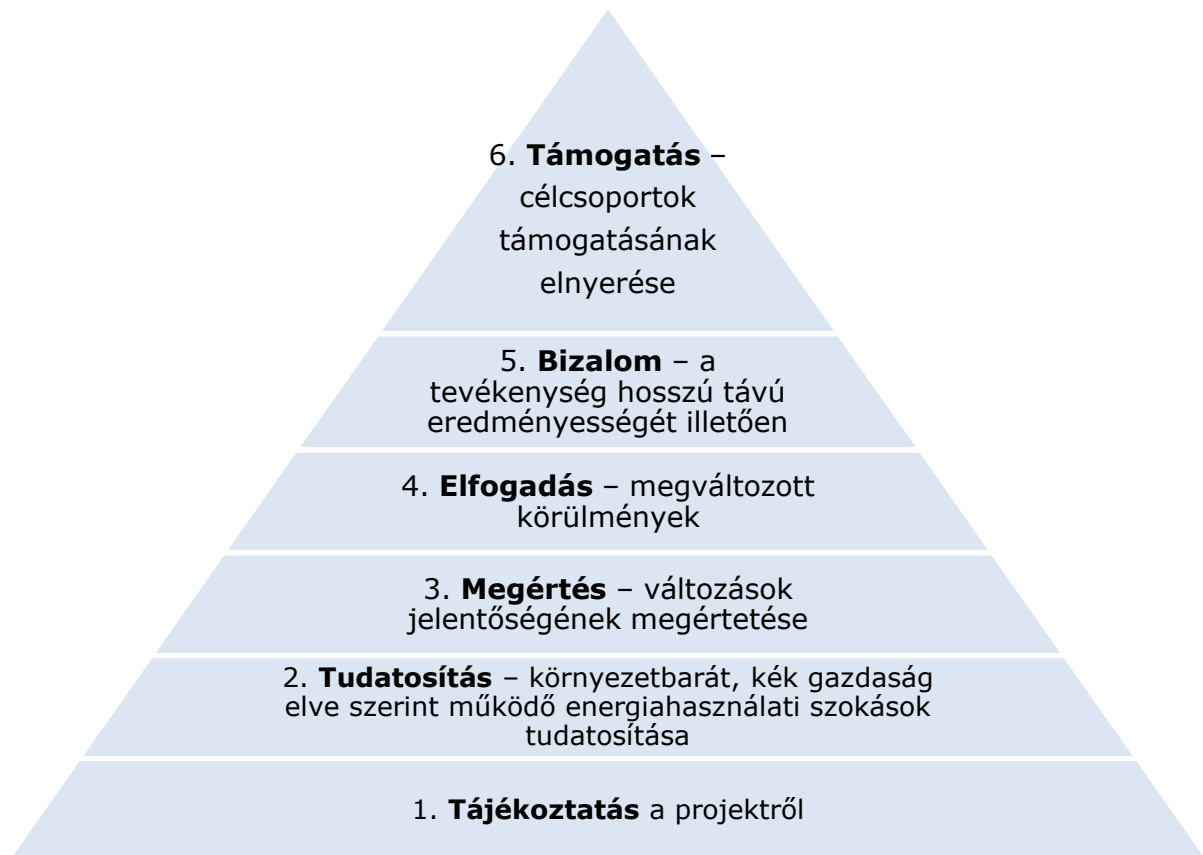 6. Támogatás –
célcsoportok
támogatásának
elnyerése
5. Bizalom – a
tevékenység hosszú távú
eredményességét illetően
4. Elfogadás – megváltozott
körülmények
3. Megértés – változások
jelentőségének megértetése
2. Tudatosítás – környezetbarát, kék gazdaság
elve szerint működő energiahasználati szokások
tudatosítása
1. Tájékoztatás a projektről